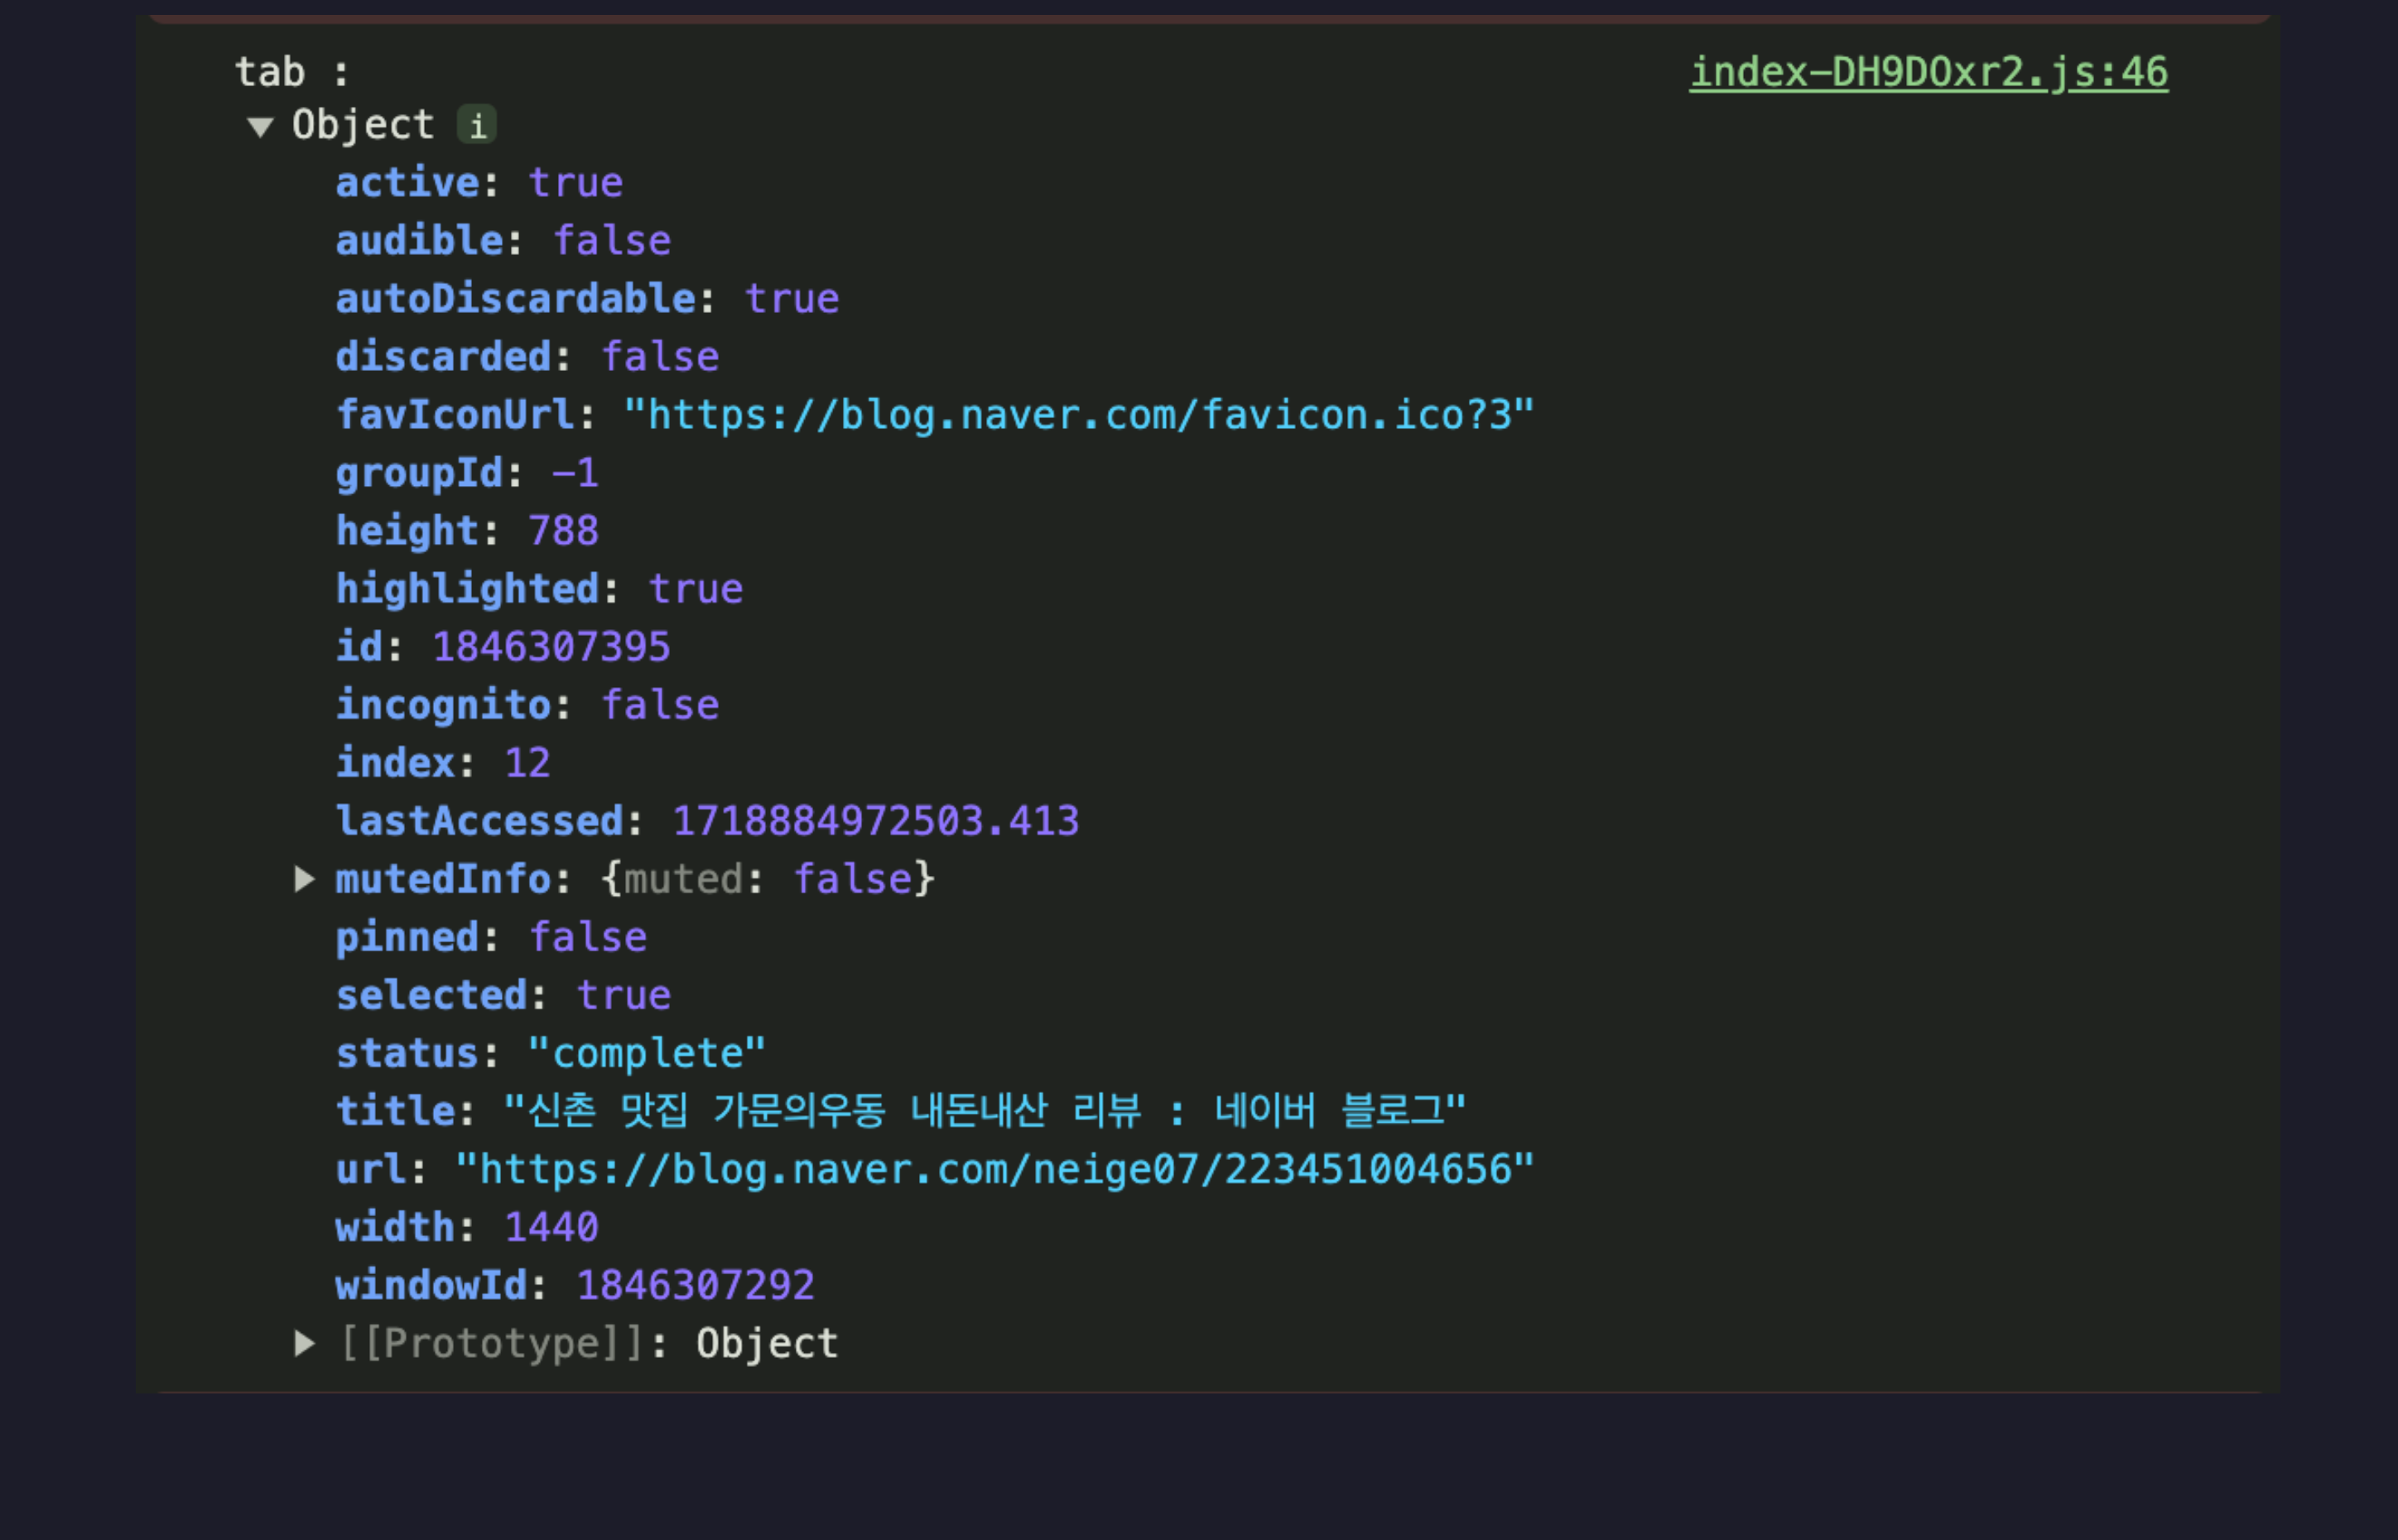 tab : index-DH9DOxr2.js:46
▼ Object i
active: true
audible: false
autoDiscardable: true
discarded: false
favIconUrl: "https://blog.naver.com/favicon.ico?3"
groupId: -1
height: 788
highlighted: true
id: 1846307395
incognito: false
index: 12
lastAccessed: 1718884972503.413
▶ mutedInfo: {muted: false}
pinned: false
selected: true
status: "complete"
title: "신촌 맛집 가문의우동 내돈내산 리뷰 : 네이버 블로그"
url: "https://blog.naver.com/neige07/223451004656"
width: 1440
windowId: 1846307292
▶ [[Prototype]]: Object